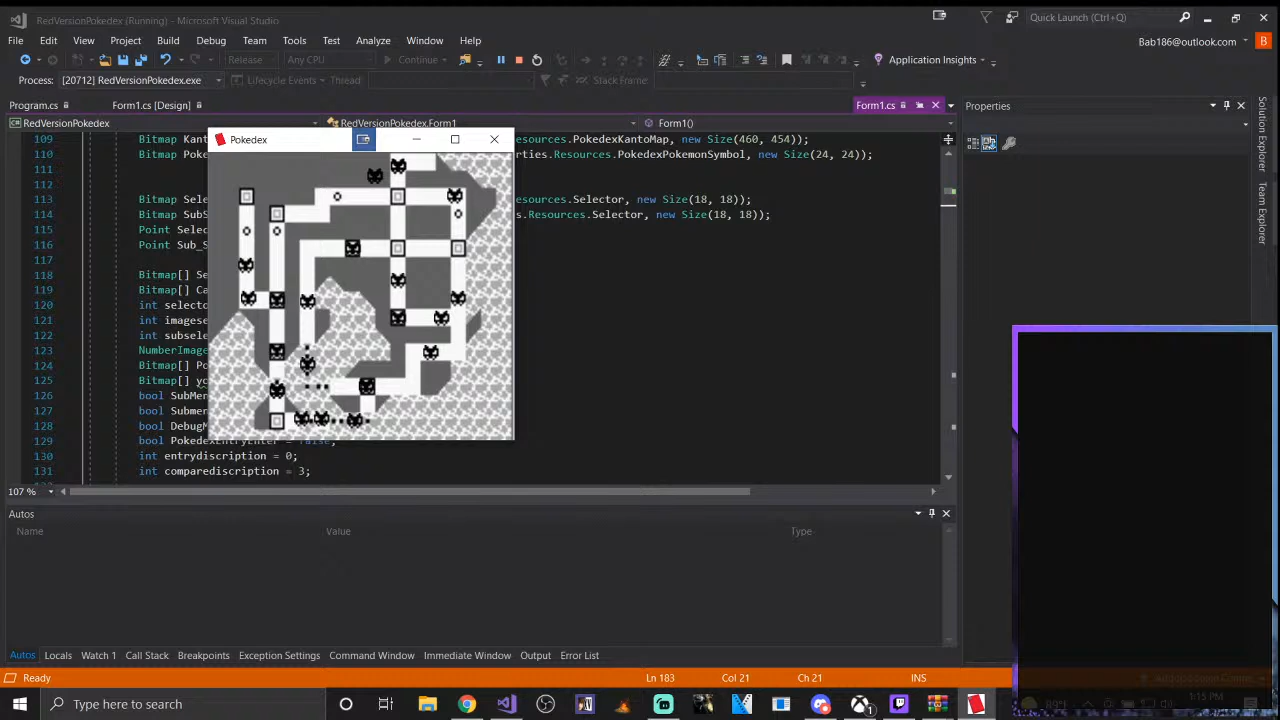 RedVersionPokedex (Running) - Microsoft Visual Studio
Quick Launch (Ctrl+Q)
File Edit View Project Build Debug Team Tools Test Analyze Window Help
Bab186@outlook.com B
Release Any CPU Continue Application Insights
Process: [20712] RedVersionPokedex.exe Lifecycle Events Thread: Stack Frame:
Program.cs Form1.cs [Design] Form1.cs Properties
RedVersionPokedex RedVersionPokedex.Form1 Form1()
Pokedex
109 Bitmap Kant esources.PokedexKantoMap, new Size(460, 454));
110 Bitmap Poke erties.Resources.PokedexPokemonSymbol, new Size(24, 24));
111
113 Bitmap Sele .Resources.Selector, new Size(18, 18));
114 Bitmap SubS s.Resources.Selector, new Size(18, 18));
115 Point Selec
116 Point Sub_S
117
118 Bitmap[] Se
119 Bitmap[] Ca
120 int selecto
121 int imagese
122 int subsele
123 NumberImage
124 Bitmap[] Po
125 Bitmap[] yc
126 bool SubMen
127 bool Submen
128 bool DebugM
129 bool PokedexEntryEnter = false;
130 int entrydiscription = 0;
131 int comparediscription = 3;
107 %
Solution Explorer
Team Explorer
Autos
Name Value Type
Autos Locals Watch 1 Call Stack Breakpoints Exception Settings Command Window Immediate Window Output Error List
Ready Ln 183 Col 21 Ch 21 INS
Type here to search
1:15 PM